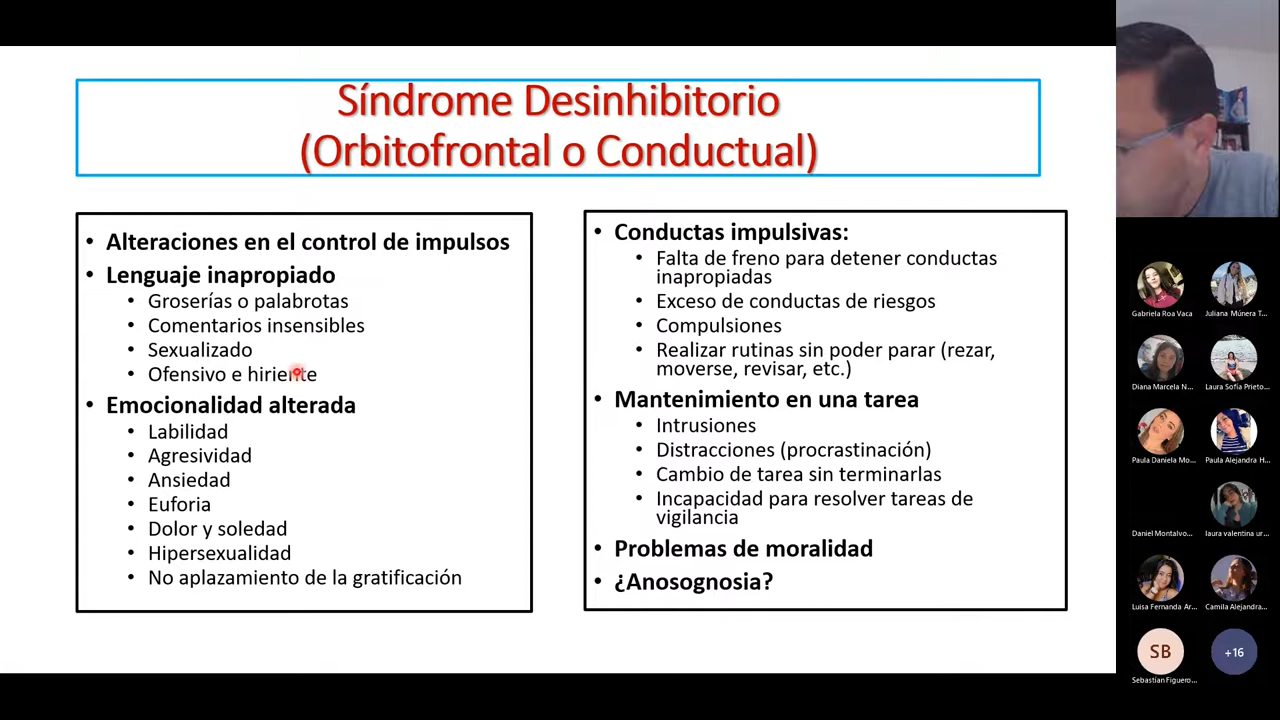 Síndrome Desinhibitorio
(Orbitofrontal o Conductual)
• Alteraciones en el control de impulsos
• Lenguaje inapropiado
• Groserías o palabrotas
• Comentarios insensibles
• Sexualizado
• Ofensivo e hiriente
• Emocionalidad alterada
• Labilidad
• Agresividad
• Ansiedad
• Euforia
• Dolor y soledad
• Hipersexualidad
• No aplazamiento de la gratificación
• Conductas impulsivas:
• Falta de freno para detener conductas
inapropiadas
• Exceso de conductas de riesgos
• Compulsiones
• Realizar rutinas sin poder parar (rezar,
moverse, revisar, etc.)
• Mantenimiento en una tarea
• Intrusiones
• Distracciones (procrastinación)
• Cambio de tarea sin terminarlas
• Incapacidad para resolver tareas de
vigilancia
• Problemas de moralidad
• ¿Anosognosia?
Gabriela Roa Vaca
Juliana Múnera T...
Diana Marcela N...
Laura Sofía Prieto...
Paula Daniela Mo...
Paula Alejandra H...
Daniel Montalvo...
laura valentina ur...
Luisa Fernanda Ar...
Camila Alejandra...
SB
+16
Sebastían Figuero...